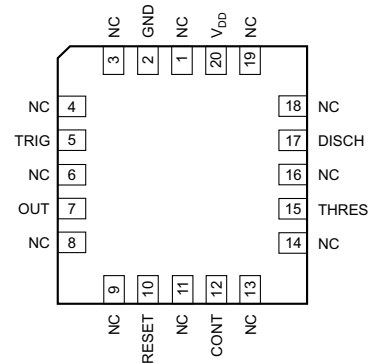 NC
GND
NC
VDD
NC
3
2
1
20
19
NC 4
18 NC
TRIG 5
17 DISCH
NC 6
16 NC
OUT 7
15 THRES
NC 8
14 NC
9
10
11
12
13
NC
RESET
NC
CONT
NC